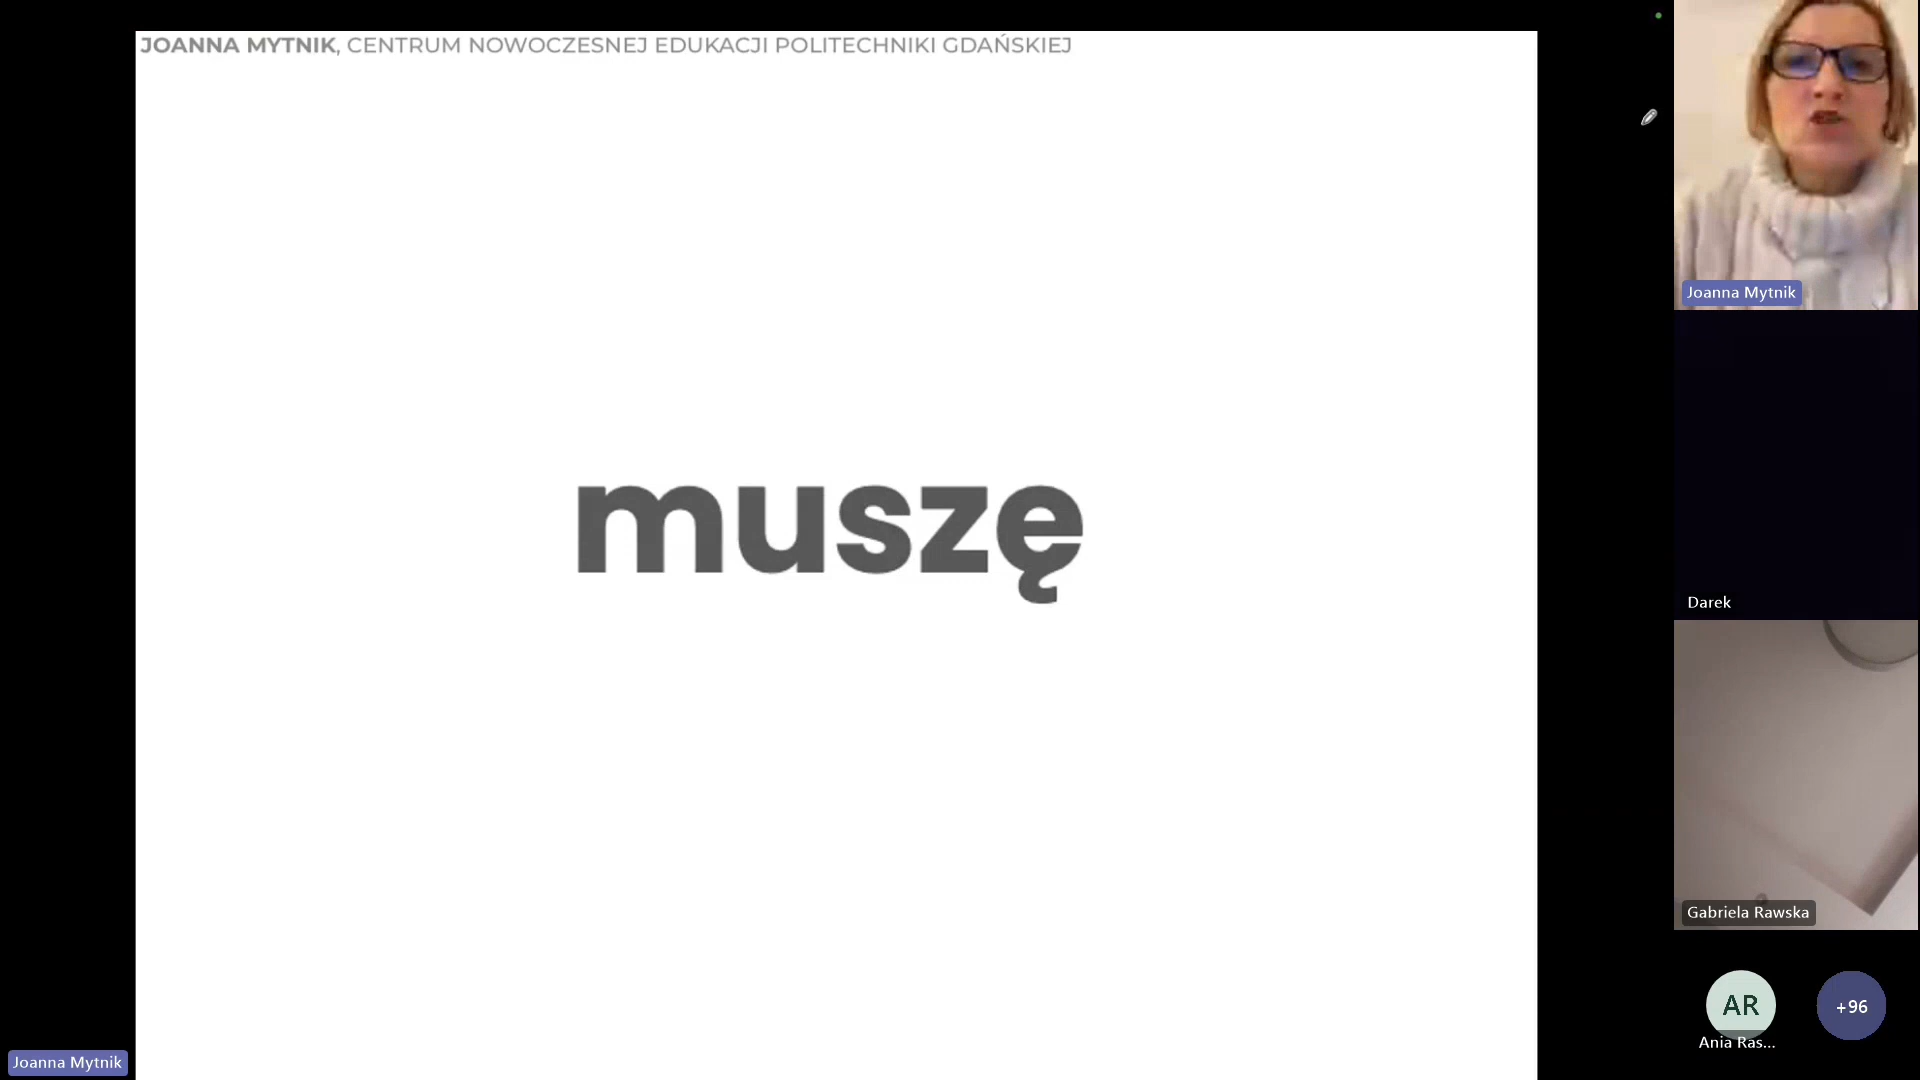 JOANNA MYTNIK, CENTRUM NOWOCZESNEJ EDUKACJI POLITECHNIKI GDAŃSKIEJ
muszę
Joanna Mytnik
Darek
Gabriela Rawska
AR
+96
Ania Ras...
Joanna Mytnik